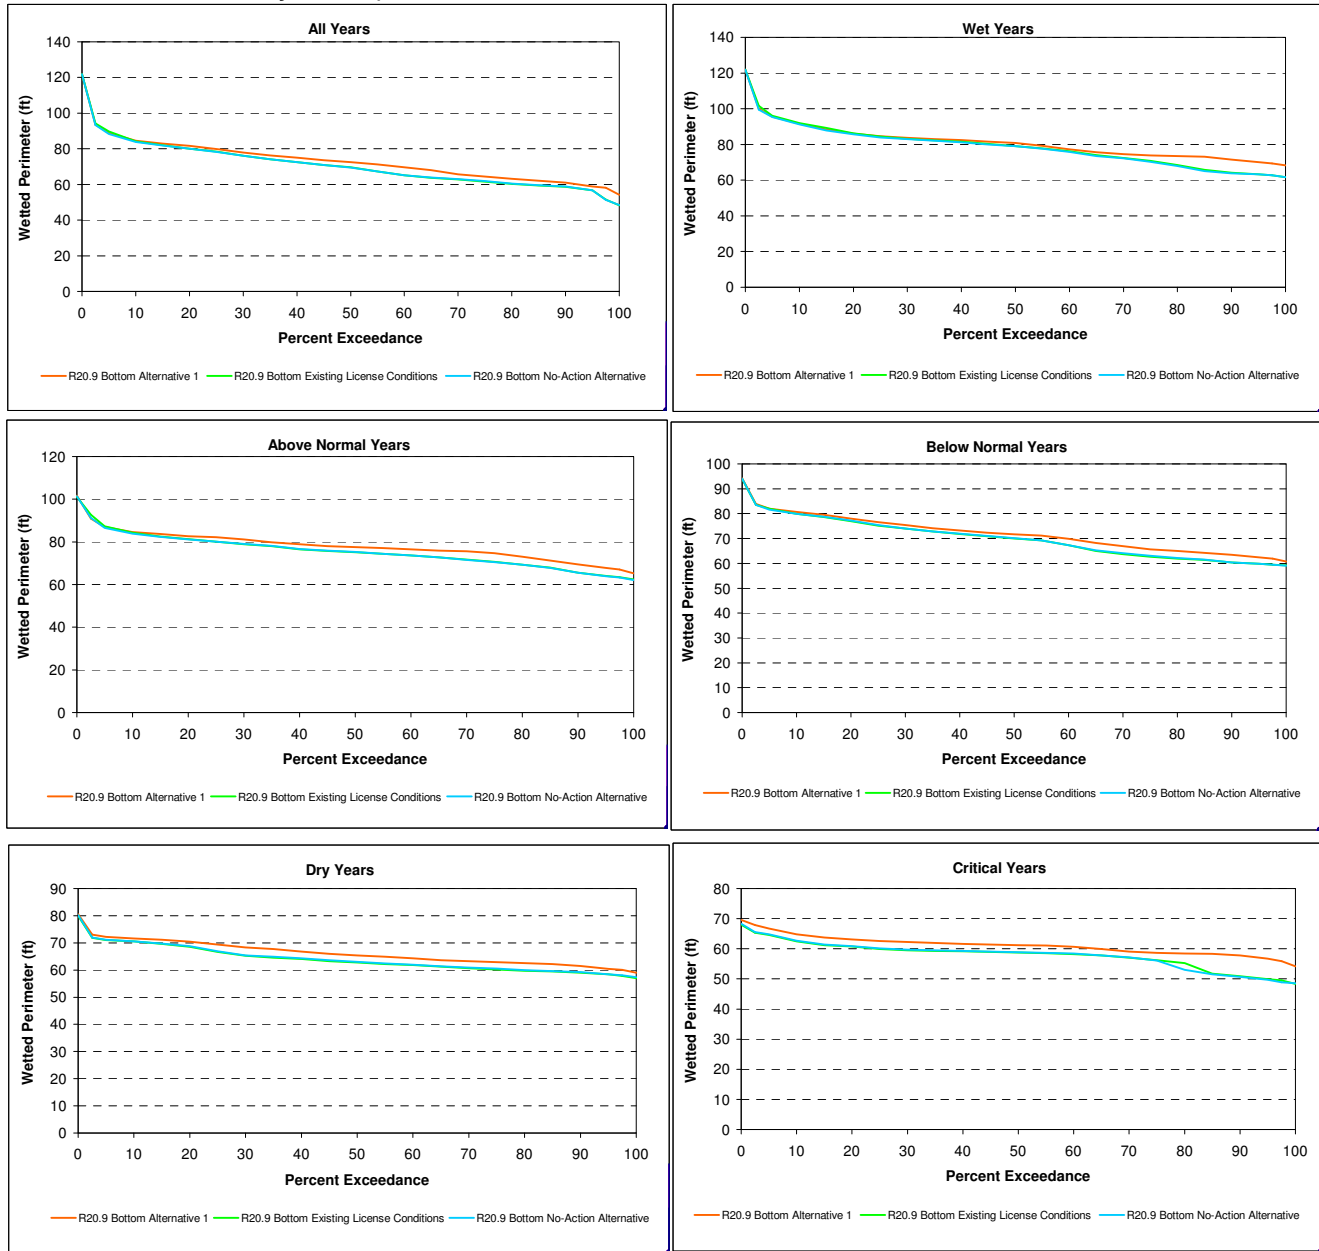 All Years
140
120
100
80
60
40
20
0
Wetted Perimeter (ft)
0 10 20 30 40 50 60 70 80 90 100
Percent Exceedance
R20.9 Bottom Alternative 1 R20.9 Bottom Existing License Conditions R20.9 Bottom No-Action Alternative
Wet Years
140
120
100
80
60
40
20
0
Wetted Perimeter (ft)
0 10 20 30 40 50 60 70 80 90 100
Percent Exceedance
R20.9 Bottom Alternative 1 R20.9 Bottom Existing License Conditions R20.9 Bottom No-Action Alternative
Above Normal Years
120
100
80
60
40
20
0
Wetted Perimeter (ft)
0 10 20 30 40 50 60 70 80 90 100
Percent Exceedance
R20.9 Bottom Alternative 1 R20.9 Bottom Existing License Conditions R20.9 Bottom No-Action Alternative
Below Normal Years
100
90
80
70
60
50
40
30
20
10
0
Wetted Perimeter (ft)
0 10 20 30 40 50 60 70 80 90 100
Percent Exceedance
R20.9 Bottom Alternative 1 R20.9 Bottom Existing License Conditions R20.9 Bottom No-Action Alternative
Dry Years
90
80
70
60
50
40
30
20
10
0
Wetted Perimeter (ft)
0 10 20 30 40 50 60 70 80 90 100
Percent Exceedance
R20.9 Bottom Alternative 1 R20.9 Bottom Existing License Conditions R20.9 Bottom No-Action Alternative
Critical Years
80
70
60
50
40
30
20
10
0
Wetted Perimeter (ft)
0 10 20 30 40 50 60 70 80 90 100
Percent Exceedance
R20.9 Bottom Alternative 1 R20.9 Bottom Existing License Conditions R20.9 Bottom No-Action Alternative